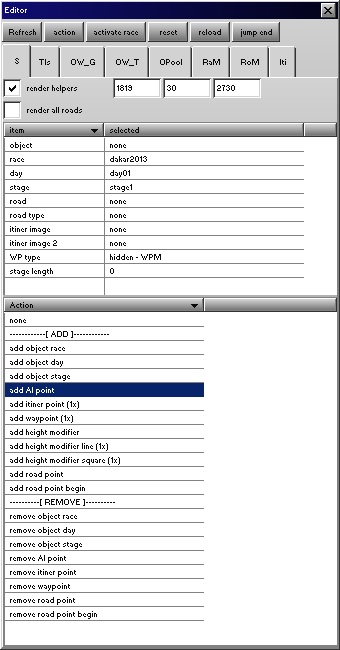 Editor
Refresh action activate race reset reload jump end
S Tls OW_G OW_T OPool RaM RoM Iti
render helpers 1819 30 2730
render all roads
item selected
object none
race dakar2013
day day01
stage stage1
road none
road type none
itiner image none
itiner image 2 none
WP type hidden - WPM
stage length 0
Action
none
------------[ ADD ]------------
add object race
add object day
add object stage
add AI point
add itiner point (1x)
add waypoint (1x)
add height modifier
add height modifier line (1x)
add height modifier square (1x)
add road point
add road point begin
----------[ REMOVE ]----------
remove object race
remove object day
remove object stage
remove AI point
remove itiner point
remove waypoint
remove road point
remove road point begin